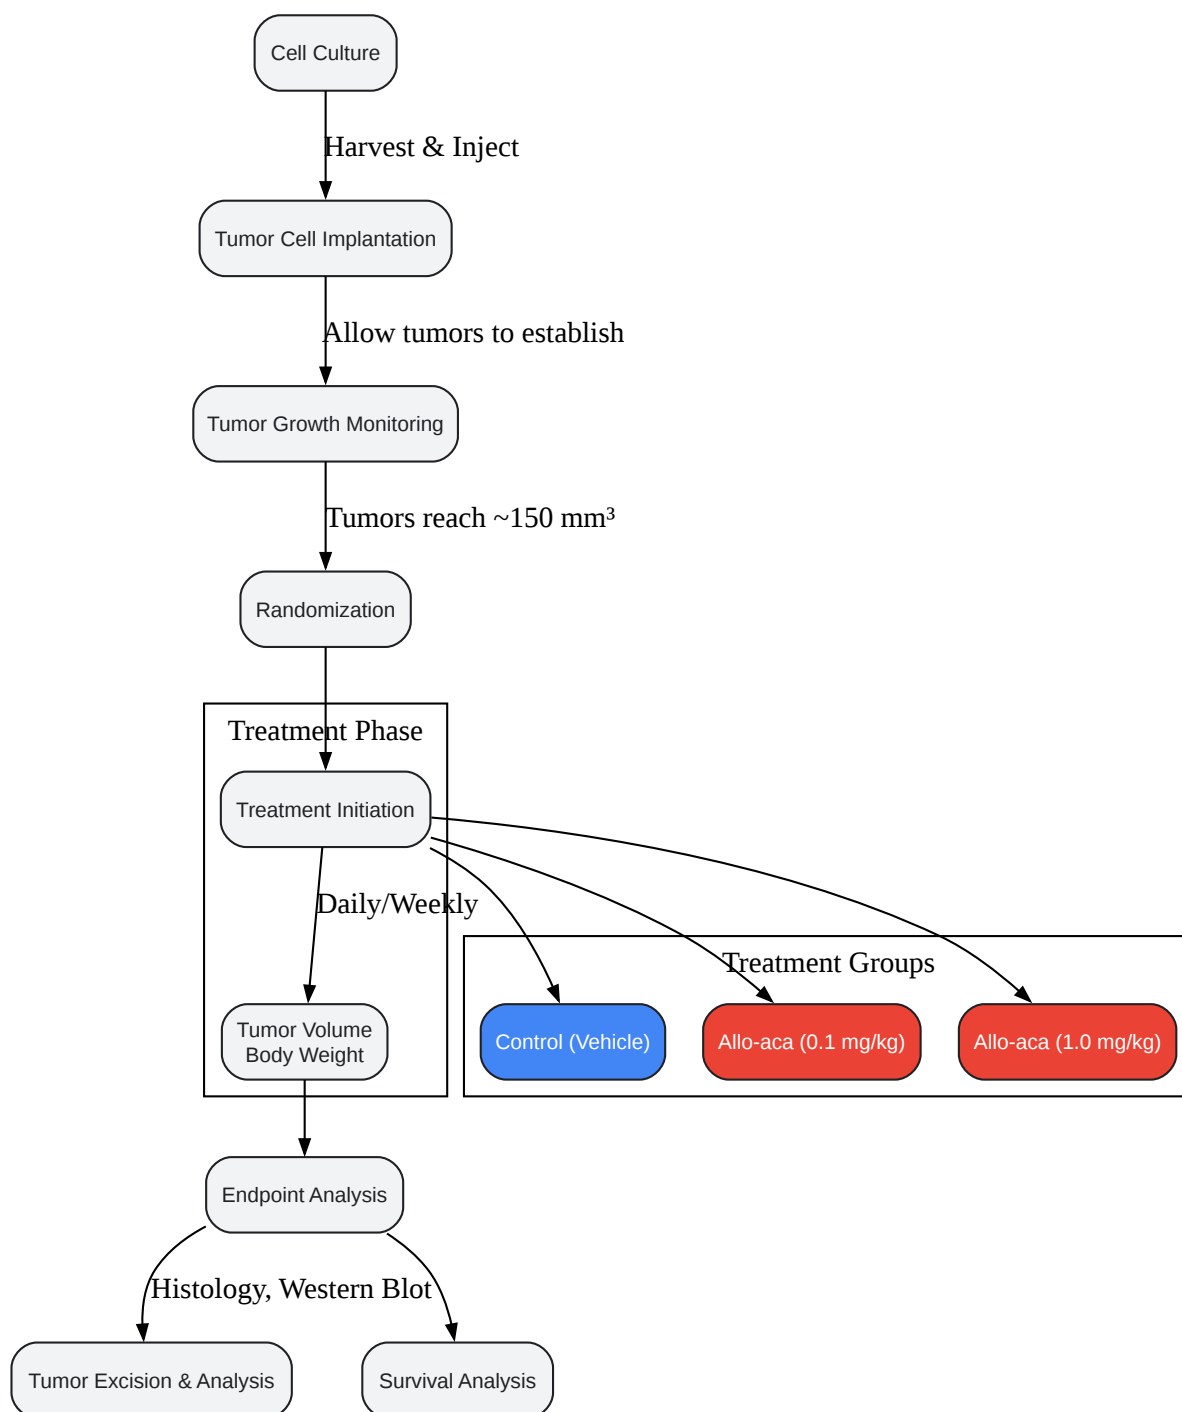 Cell Culture
Harvest & Inject
Tumor Cell Implantation
Allow tumors to establish
Tumor Growth Monitoring
Tumors reach ~150 mm³
Randomization
Treatment Phase
Treatment Initiation
Daily/Weekly
Treatment Groups
Tumor Volume
Body Weight
Control (Vehicle)
Allo-aca (0.1 mg/kg)
Allo-aca (1.0 mg/kg)
Endpoint Analysis
Histology, Western Blot
Tumor Excision & Analysis
Survival Analysis